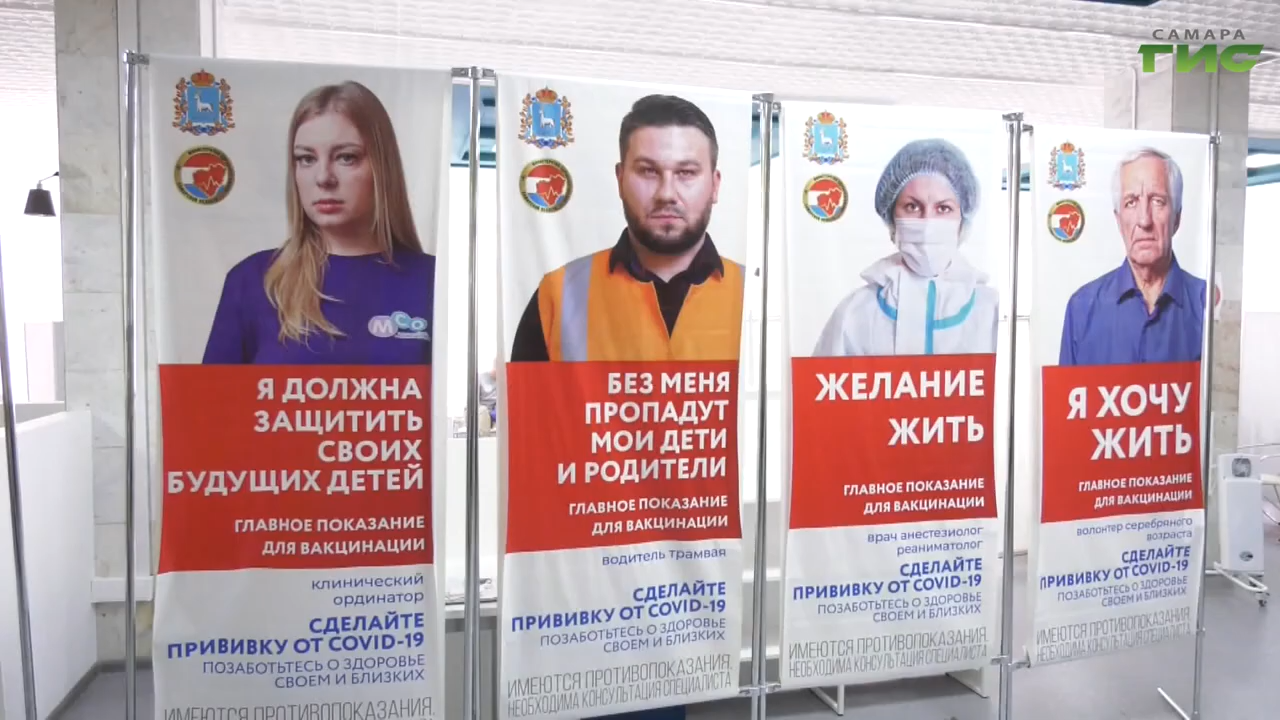 САМАРА
ГИС
МСо
Я ДОЛЖНА
ЗАЩИТИТЬ
СВОИХ
БУДУЩИХ ДЕТЕЙ
ГЛАВНОЕ ПОКАЗАНИЕ
ДЛЯ ВАКЦИНАЦИИ
клинический
ординатор
СДЕЛАЙТЕ
ПРИВИВКУ ОТ COVID-19
ПОЗАБОТЬТЕСЬ О ЗДОРОВЬЕ
СВОЕМ И БЛИЗКИХ
ИМЕЮТСЯ ПРОТИВОПОКАЗАНИЯ.
БЕЗ МЕНЯ
ПРОПАДУТ
МОИ ДЕТИ
И РОДИТЕЛИ
ГЛАВНОЕ ПОКАЗАНИЕ
ДЛЯ ВАКЦИНАЦИИ
водитель трамвая
СДЕЛАЙТЕ
ПРИВИВКУ ОТ COVID-19
ПОЗАБОТЬТЕСЬ О ЗДОРОВЬЕ
СВОЕМ И БЛИЗКИХ
ИМЕЮТСЯ ПРОТИВОПОКАЗАНИЯ.
НЕОБХОДИМА КОНСУЛЬТАЦИЯ СПЕЦИАЛИСТА
ЖЕЛАНИЕ
ЖИТЬ
ГЛАВНОЕ ПОКАЗАНИЕ
ДЛЯ ВАКЦИНАЦИИ
врач анестезиолог
реаниматолог
СДЕЛАЙТЕ
ПРИВИВКУ ОТ COVID-19
ПОЗАБОТЬТЕСЬ О ЗДОРОВЬЕ
СВОЕМ И БЛИЗКИХ
ИМЕЮТСЯ ПРОТИВОПОКАЗАНИЯ.
НЕОБХОДИМА КОНСУЛЬТАЦИЯ СПЕЦИАЛИСТА
Я ХОЧУ
ЖИТЬ
ГЛАВНОЕ ПОКАЗАНИЕ
ДЛЯ ВАКЦИНАЦИИ
волонтер серебряного
возраста
СДЕЛАЙТЕ
ПРИВИВКУ ОТ COVID-19
ПОЗАБОТЬТЕСЬ О ЗДОРОВЬЕ
СВОЕМ И БЛИЗКИХ
ИМЕЮТСЯ ПРОТИВОПОКАЗАНИЯ.
НЕОБХОДИМА КОНСУЛЬТАЦИЯ СПЕЦИАЛИСТА